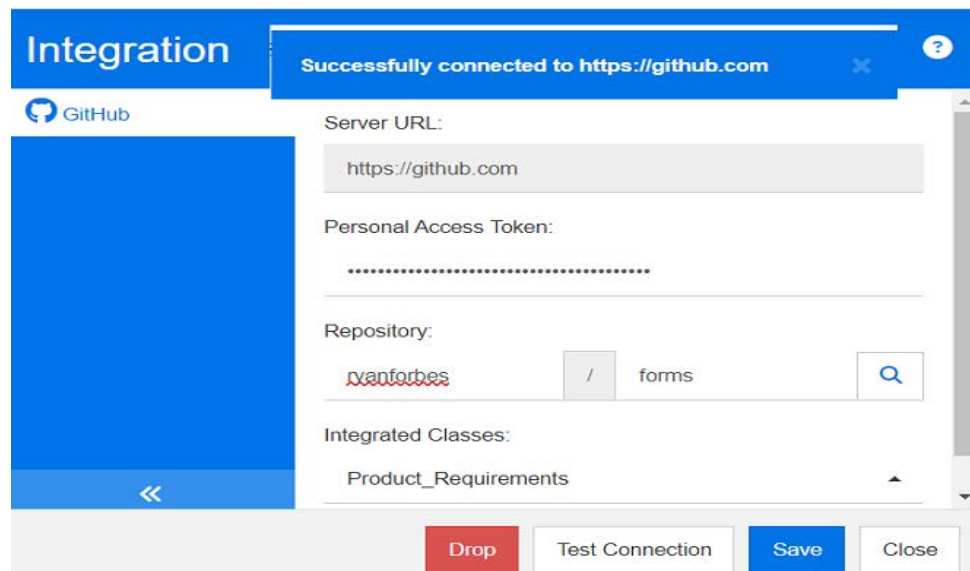 Integration
Successfully connected to https://github.com
?
GitHub
Server URL:
https://github.com
Personal Access Token:
Repository:
ryanforbes / forms
Integrated Classes:
Product_Requirements
Drop Test Connection Save Close